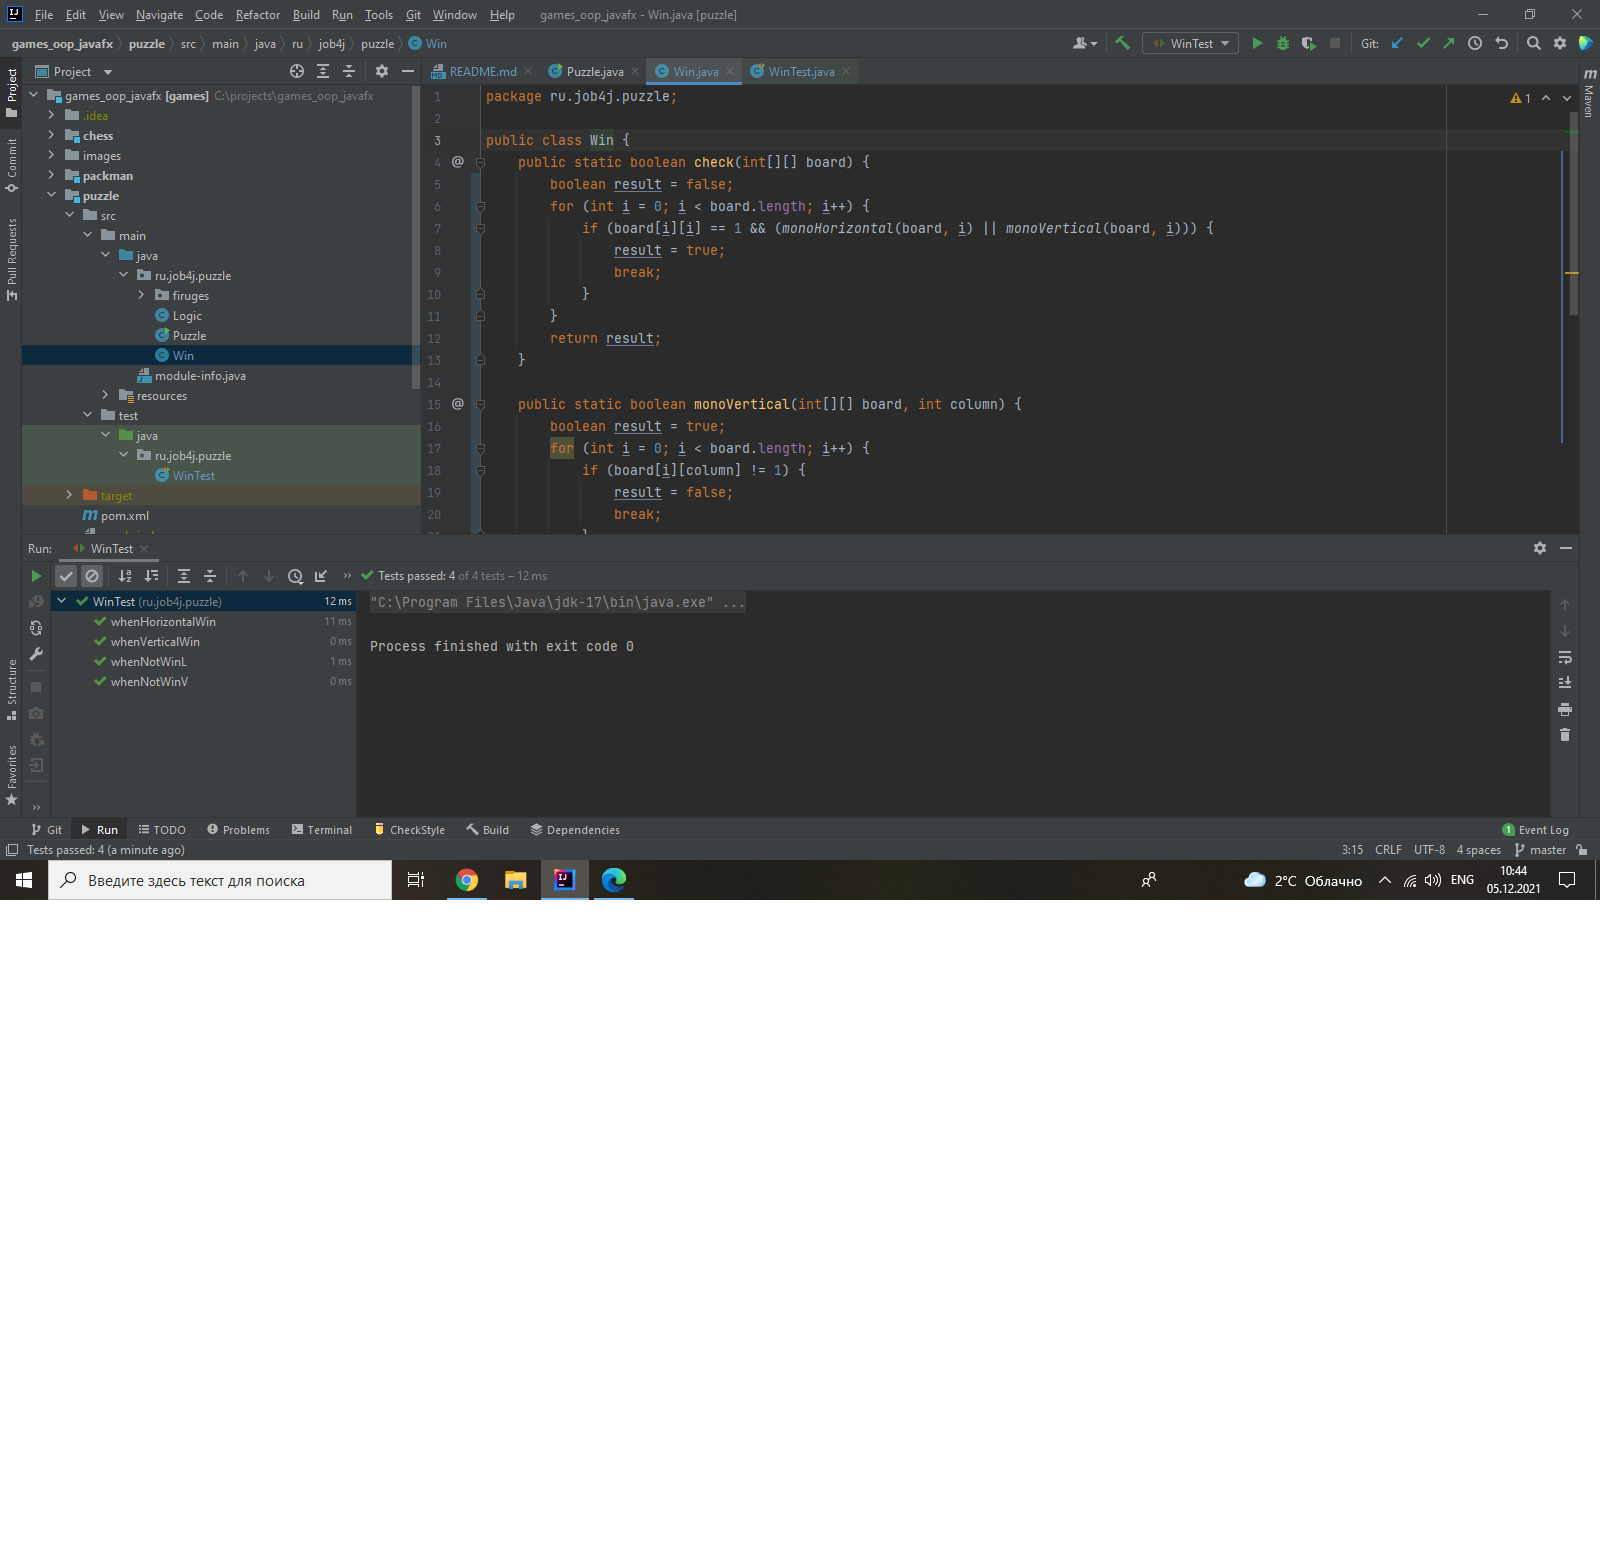 File Edit View Navigate Code Refactor Build Run Tools Git Window Help games_oop_javafx - Win.java [puzzle]
games_oop_javafx puzzle src main java ru job4j puzzle Win
WinTest
Git:
Project
README.md
Puzzle.java
Win.java
WinTest.java
Project
Commit
Pull Requests
Structure
Favorites
Maven
games_oop_javafx [games] C:\projects\games_oop_javafx
.idea
chess
images
packman
puzzle
src
main
java
ru.job4j.puzzle
firuges
Logic
Puzzle
Win
module-info.java
resources
test
java
ru.job4j.puzzle
WinTest
target
pom.xml
1 package ru.job4j.puzzle;
2
3 public class Win {
4 @ public static boolean check(int[][] board) {
5 boolean result = false;
6 for (int i = 0; i < board.length; i++) {
7 if (board[i][i] == 1 && (monoHorizontal(board, i) || monoVertical(board, i))) {
8 result = true;
9 break;
10 }
11 }
12 return result;
13 }
14
15 @ public static boolean monoVertical(int[][] board, int column) {
16 boolean result = true;
17 for (int i = 0; i < board.length; i++) {
18 if (board[i][column] != 1) {
19 result = false;
20 break;
1
Run: WinTest
Tests passed: 4 of 4 tests – 12 ms
WinTest (ru.job4j.puzzle) 12 ms
whenHorizontalWin 11 ms
whenVerticalWin 0 ms
whenNotWinL 1 ms
whenNotWinV 0 ms
"C:\Program Files\Java\jdk-17\bin\java.exe" ...
Process finished with exit code 0
Git Run TODO Problems Terminal CheckStyle Build Dependencies 1 Event Log
Tests passed: 4 (a minute ago) 3:15 CRLF UTF-8 4 spaces master
Введите здесь текст для поиска
2°C Облачно
ENG
10:44
05.12.2021